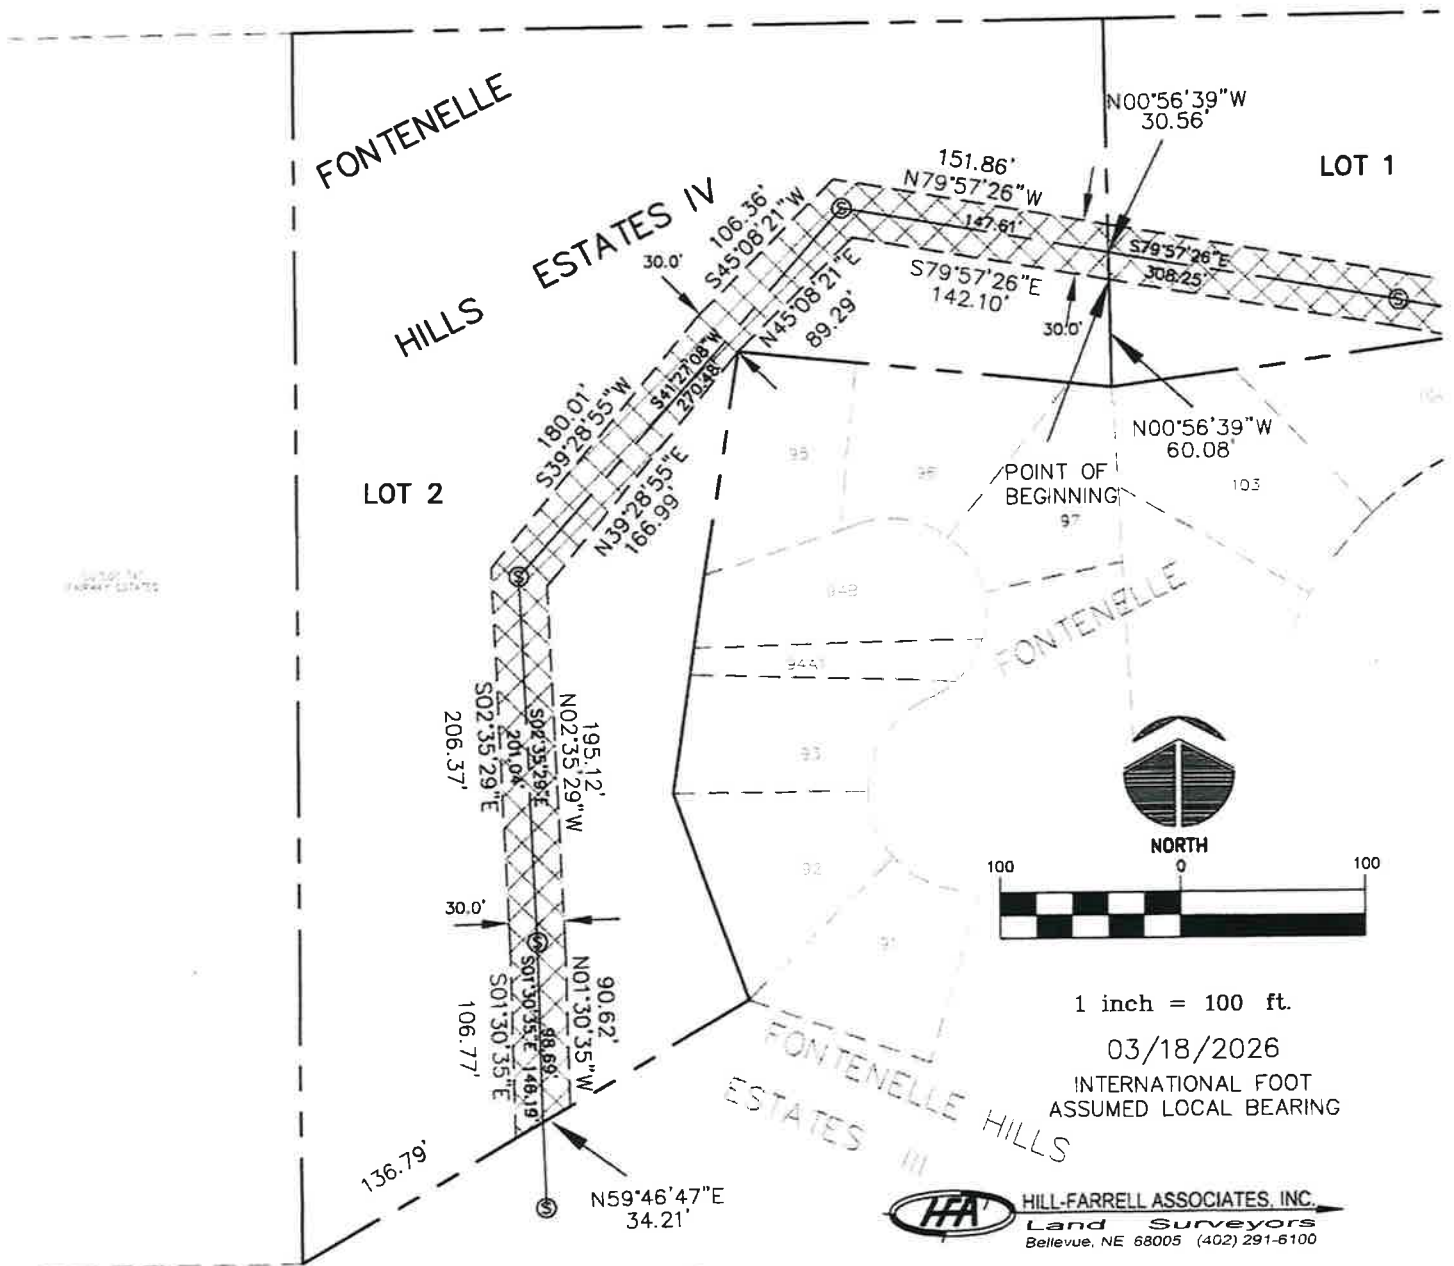 FONTENELLE
HILLS ESTATES IV
N00°56'39"W
30.56'
LOT 1
151.86'
N79°57'26"W
147.61'
S79°57'26"E
308.25'
S79°57'26"E
142.10'
30.0'
106.36'
S45°08'21"W
30.0'
N45°08'21"E
89.29'
S41°27'08"W
270.48'
180.01'
S39°28'55"W
N39°28'55"E
166.99'
N00°56'39"W
60.08'
POINT OF
BEGINNING
LOT 2
95
96
97
103
94B
94A1
93
92
91
FONTENELLE
195.12'
N02°35'29"W
S02°35'29"E
201.04'
S02°35'29"E
206.37'
30.0'
90.62'
N01°30'35"W
98.69'
S01°30'35"E 148.19'
S01°30'35"E
106.77'
136.79'
N59°46'47"E
34.21'
FONTENELLE HILLS
ESTATES III
NORTH
100 0 100
1 inch = 100 ft.
03/18/2026
INTERNATIONAL FOOT
ASSUMED LOCAL BEARING
HFA
HILL-FARRELL ASSOCIATES, INC.
Land Surveyors
Bellevue, NE 68005 (402) 291-6100